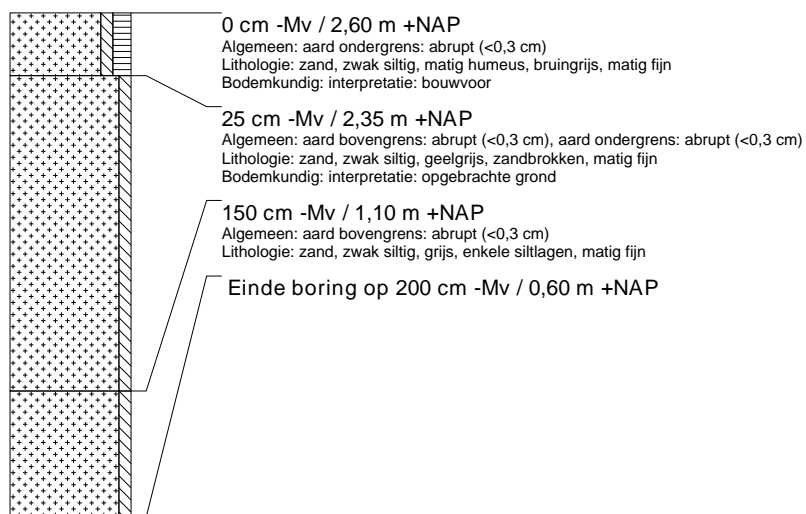 0 cm -Mv / 2,60 m +NAP
Algemeen: aard ondergrens: abrupt (<0,3 cm)
Lithologie: zand, zwak siltig, matig humeus, bruingrijs, matig fijn
Bodemkundig: interpretatie: bouwvoor
25 cm -Mv / 2,35 m +NAP
Algemeen: aard bovengrens: abrupt (<0,3 cm), aard ondergrens: abrupt (<0,3 cm)
Lithologie: zand, zwak siltig, geelgrijs, zandbrokken, matig fijn
Bodemkundig: interpretatie: opgebrachte grond
150 cm -Mv / 1,10 m +NAP
Algemeen: aard bovengrens: abrupt (<0,3 cm)
Lithologie: zand, zwak siltig, grijs, enkele siltlagen, matig fijn
Einde boring op 200 cm -Mv / 0,60 m +NAP